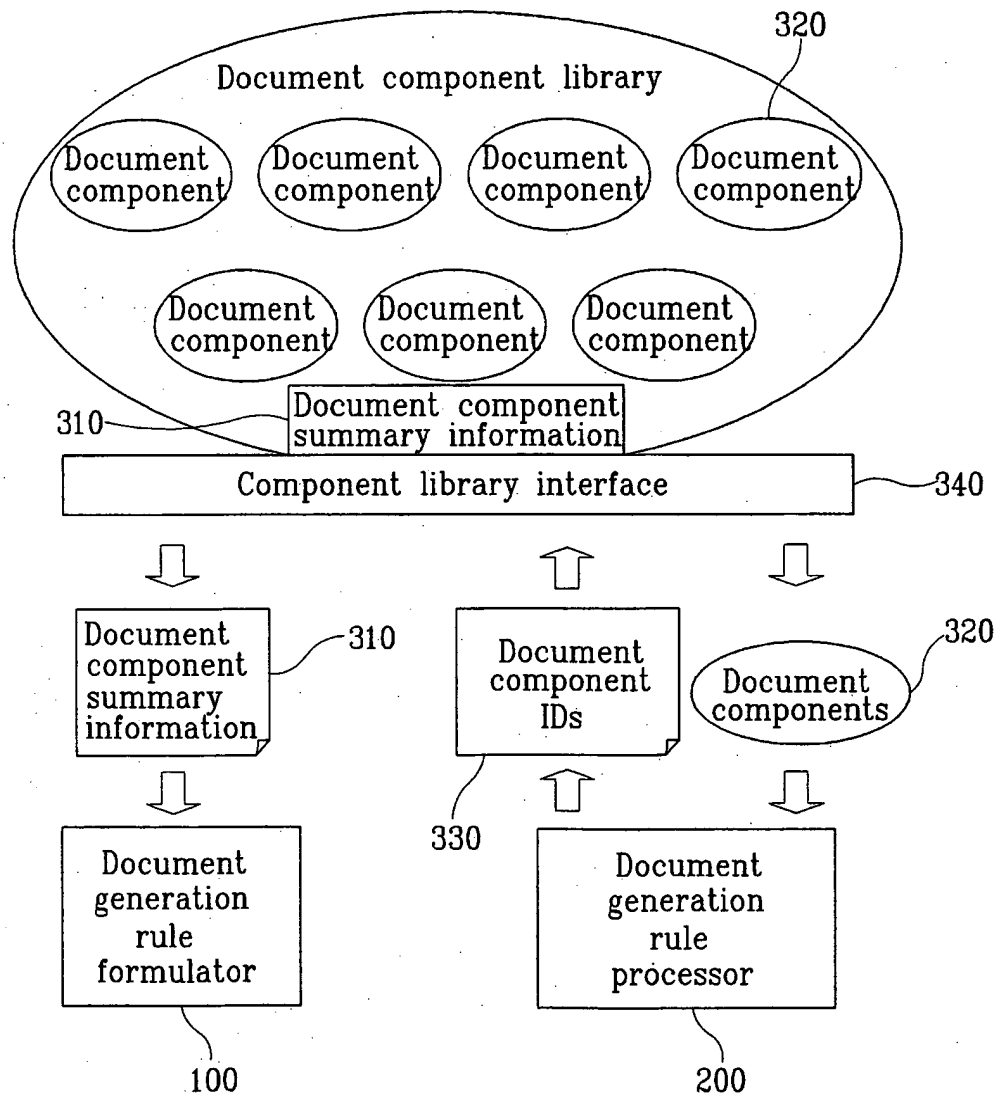 320
Document component library
Document component
Document component
Document component
Document component
Document component
Document component
Document component
310
Document component
summary information
Component library interface
340
Document
component
summary
information
310
Document
component
IDs
330
Document
components
320
Document
generation
rule
formulator
100
Document
generation
rule
processor
200